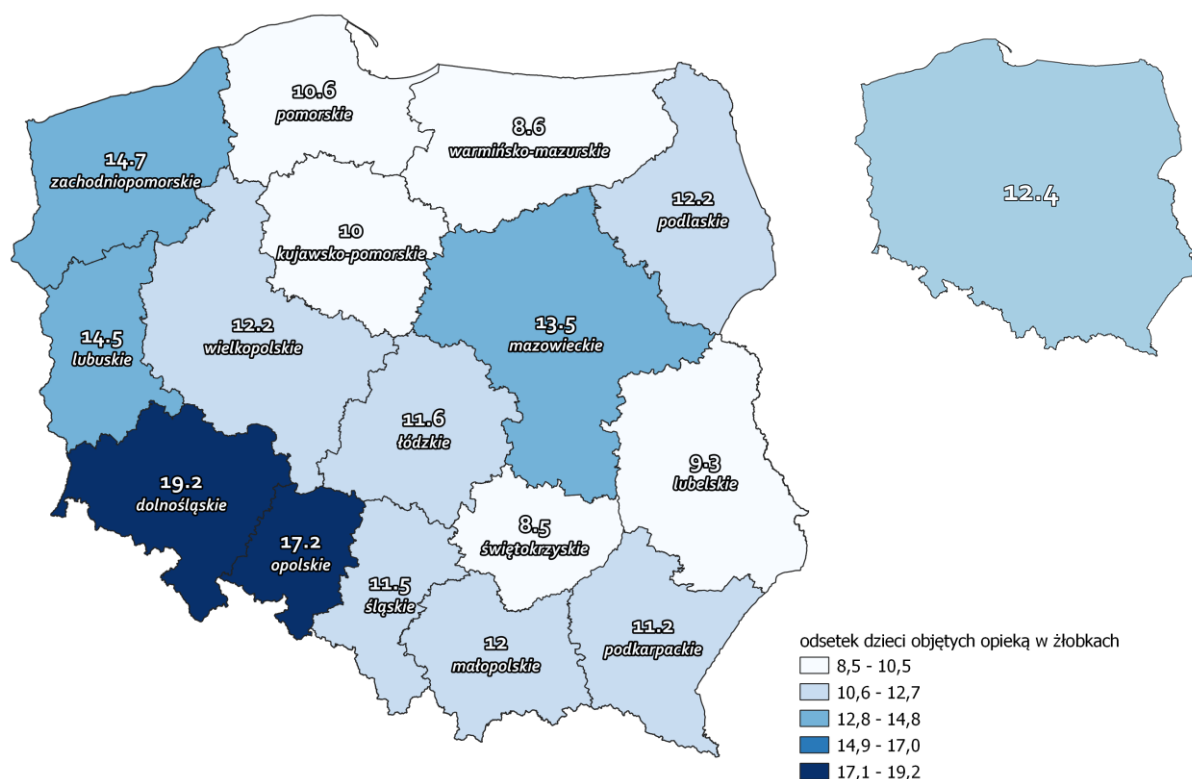 10.6
pomorskie
8.6
warmińsko-mazurskie
14.7
zachodniopomorskie
12.2
podlaskie
12.4
10
kujawsko-pomorskie
14.5
lubuskie
12.2
wielkopolskie
13.5
mazowieckie
11.6
łódzkie
9.3
lubelskie
19.2
dolnośląskie
17.2
opolskie
8.5
świętokrzyskie
11.5
śląskie
12
małopolskie
11.2
podkarpackie
odsetek dzieci objętych opieką w żłobkach
8,5 - 10,5
10,6 - 12,7
12,8 - 14,8
14,9 - 17,0
17,1 - 19,2